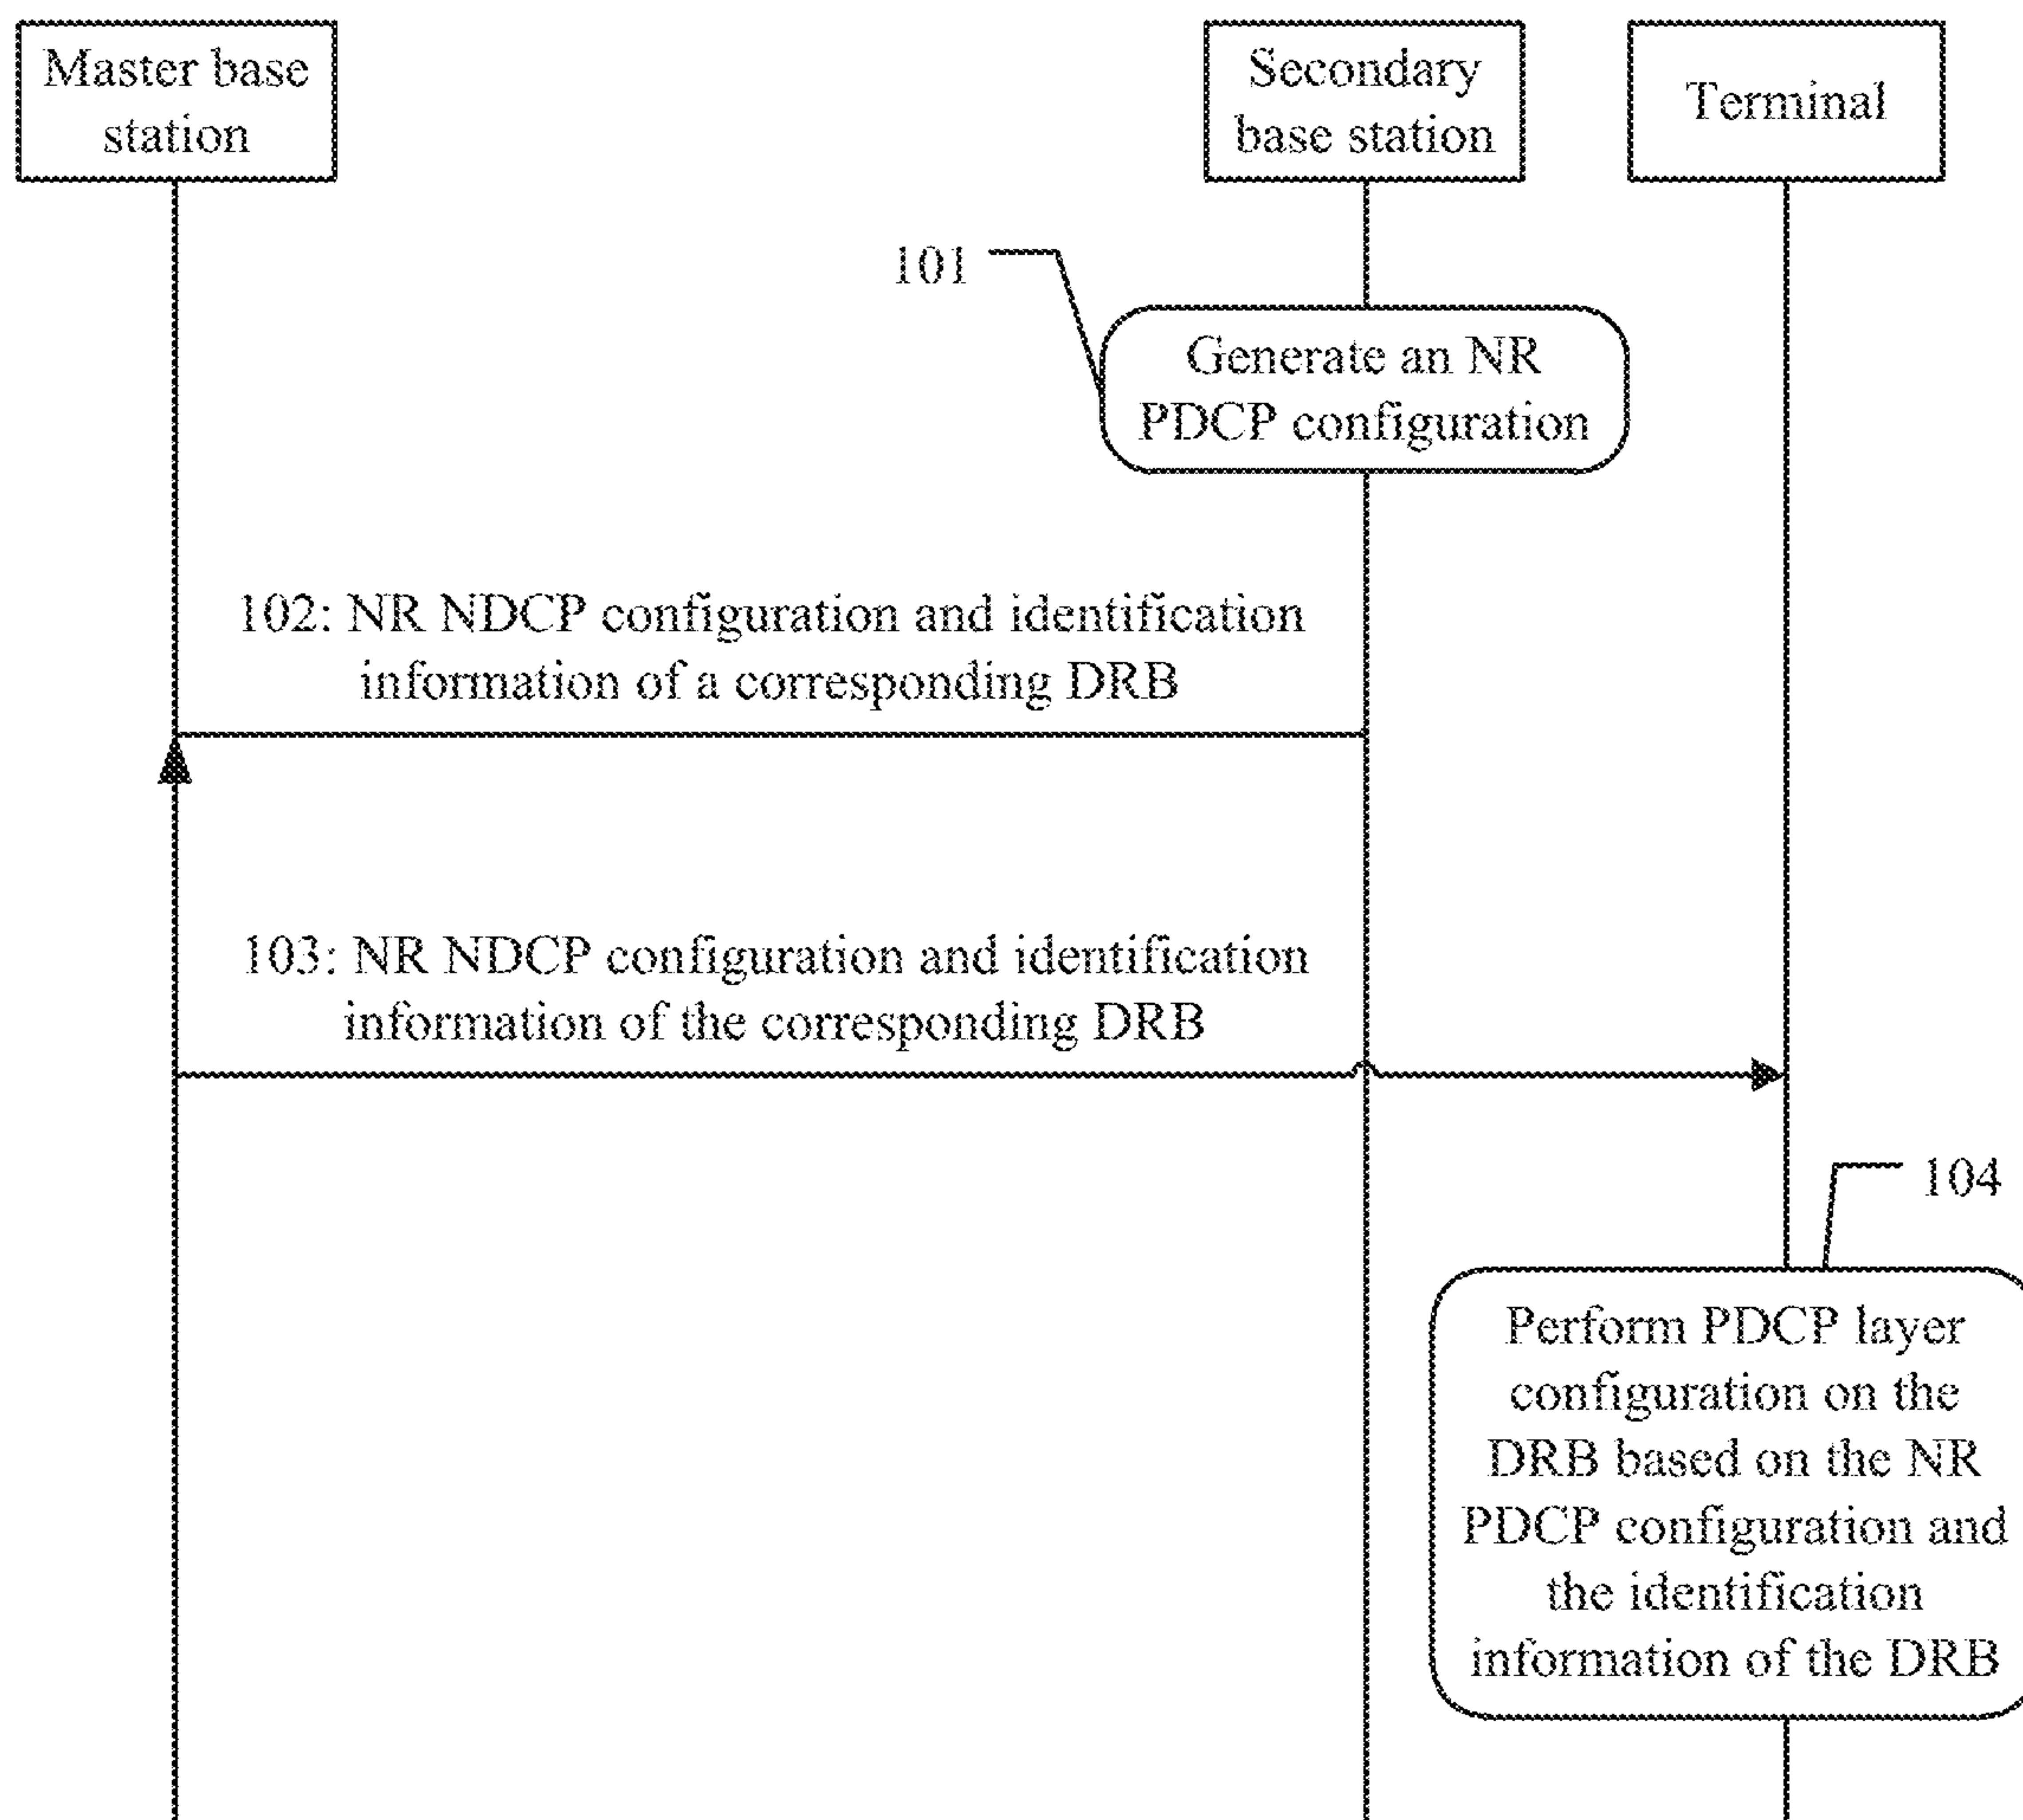 Master base
station
Secondary
base station
Terminal
101
Generate an NR
PDCP configuration
102: NR NDCP configuration and identification
information of a corresponding DRB
103: NR NDCP configuration and identification
information of the corresponding DRB
104
Perform PDCP layer
configuration on the
DRB based on the NR
PDCP configuration and
the identification
information of the DRB